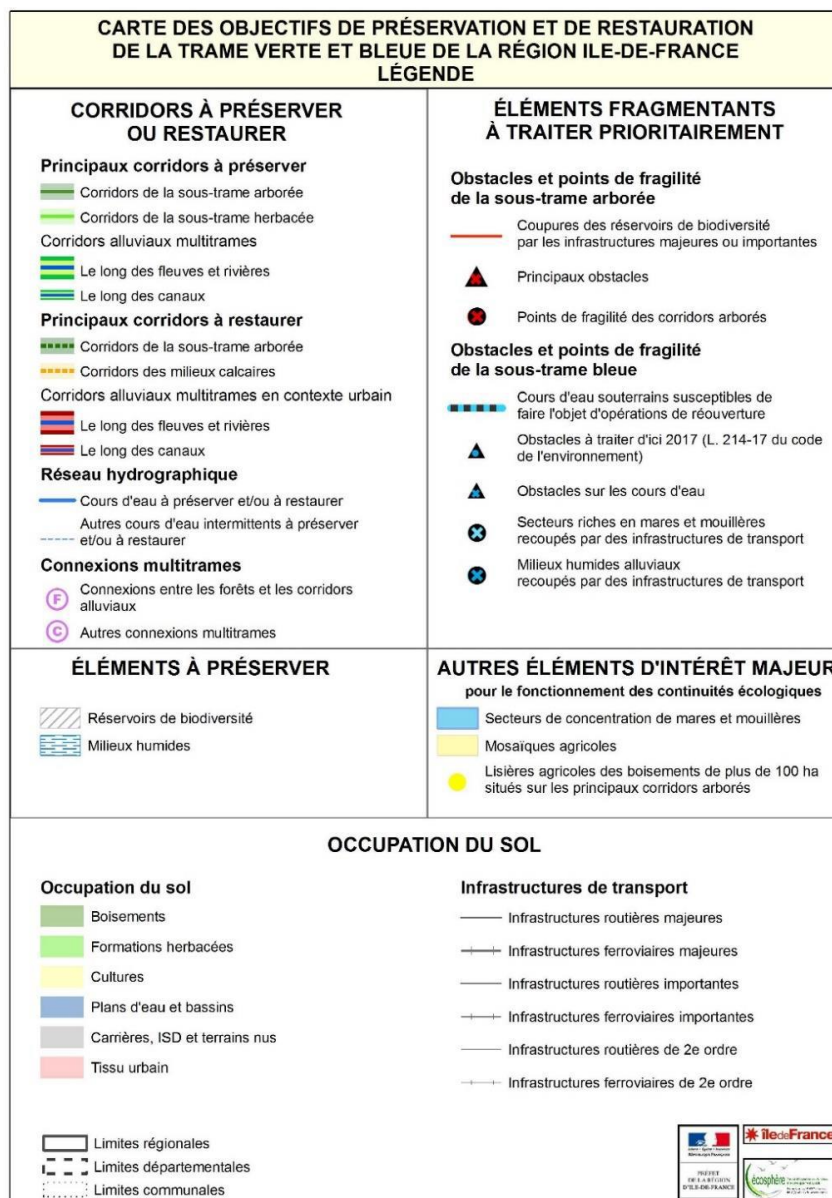 CARTE DES OBJECTIFS DE PRÉSERVATION ET DE RESTAURATION
DE LA TRAME VERTE ET BLEUE DE LA RÉGION ILE-DE-FRANCE
LÉGENDE
CORRIDORS À PRÉSERVER
OU RESTAURER
Principaux corridors à préserver
Corridors de la sous-trame arborée
Corridors de la sous-trame herbacée
Corridors alluviaux multitrames
Le long des fleuves et rivières
Le long des canaux
Principaux corridors à restaurer
Corridors de la sous-trame arborée
Corridors des milieux calcaires
Corridors alluviaux multitrames en contexte urbain
Le long des fleuves et rivières
Le long des canaux
Réseau hydrographique
Cours d'eau à préserver et/ou à restaurer
Autres cours d'eau intermittents à préserver
et/ou à restaurer
Connexions multitrames
F
Connexions entre les forêts et les corridors
alluviaux
C
Autres connexions multitrames
ÉLÉMENTS FRAGMENTANTS
À TRAITER PRIORITAIREMENT
Obstacles et points de fragilité
de la sous-trame arborée
Coupures des réservoirs de biodiversité
par les infrastructures majeures ou importantes
Principaux obstacles
Points de fragilité des corridors arborés
Obstacles et points de fragilité
de la sous-trame bleue
Cours d'eau souterrains susceptibles de
faire l'objet d'opérations de réouverture
Obstacles à traiter d'ici 2017 (L. 214-17 du code
de l'environnement)
Obstacles sur les cours d'eau
Secteurs riches en mares et mouillères
recoupés par des infrastructures de transport
Milieux humides alluviaux
recoupés par des infrastructures de transport
ÉLÉMENTS À PRÉSERVER
Réservoirs de biodiversité
Milieux humides
AUTRES ÉLÉMENTS D'INTÉRÊT MAJEUR
pour le fonctionnement des continuités écologiques
Secteurs de concentration de mares et mouillères
Mosaïques agricoles
Lisières agricoles des boisements de plus de 100 ha
situés sur les principaux corridors arborés
OCCUPATION DU SOL
Occupation du sol
Boisements
Formations herbacées
Cultures
Plans d'eau et bassins
Carrières, ISD et terrains nus
Tissu urbain
Infrastructures de transport
Infrastructures routières majeures
Infrastructures ferroviaires majeures
Infrastructures routières importantes
Infrastructures ferroviaires importantes
Infrastructures routières de 2e ordre
Infrastructures ferroviaires de 2e ordre
Limites régionales
Limites départementales
Limites communales
PRÉFET
DE LA RÉGION
D'ILE-DE-FRANCE
îledeFrance
écosphère